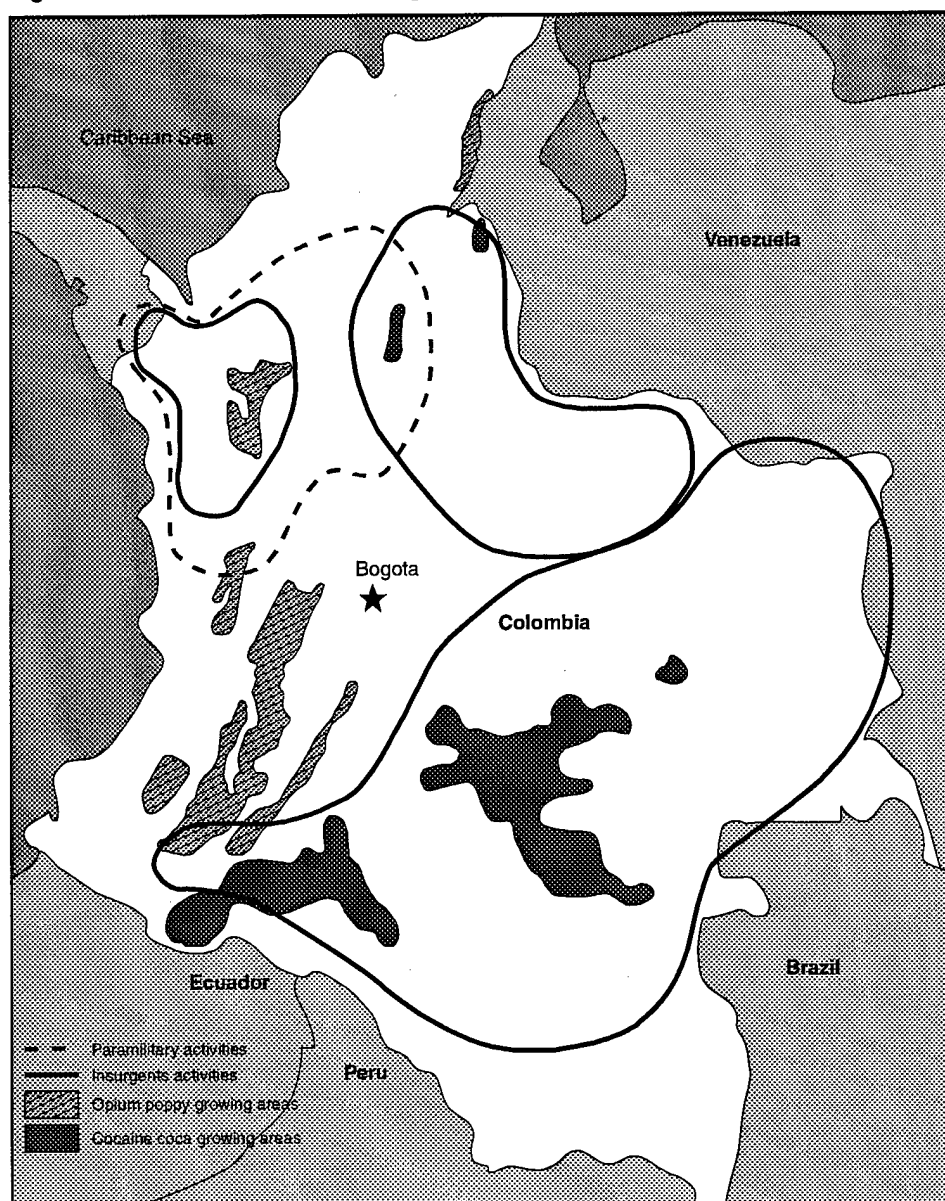 Caribbean Sea
Venezuela
Bogota
Colombia
Ecuador
Brazil
Peru
Paramilitary activities
Insurgents activities
Opium poppy growing areas
Cocaine coca growing areas